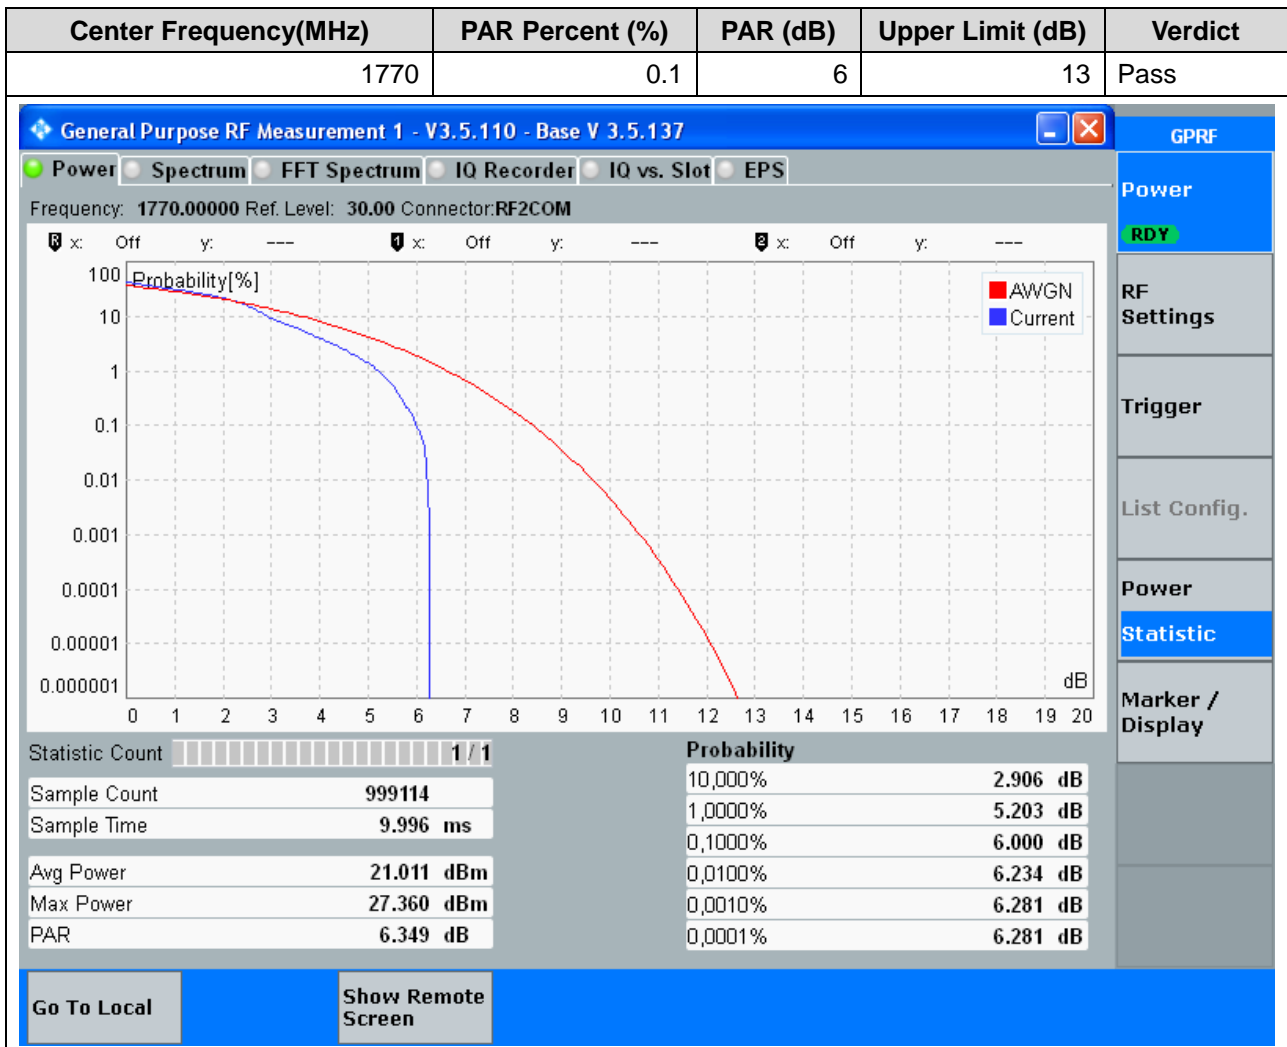 Center Frequency(MHz) PAR Percent (%) PAR (dB) Upper Limit (dB) Verdict
1770 0.1 6 13 Pass
General Purpose RF Measurement 1 - V3.5.110 - Base V 3.5.137
GPRF
Power Spectrum FFT Spectrum IQ Recorder IQ vs. Slot EPS
Frequency: 1770.00000 Ref. Level: 30.00 Connector:RF2COM
R x: Off y: --- 1 x: Off y: --- 2 x: Off y: ---
Power
RDY
RF
Settings
Trigger
List Config.
Power
Statistic
Marker /
Display
Probability[%]
AWGN
Current
100
10
1
0.1
0.01
0.001
0.0001
0.00001
0.000001
dB
0 1 2 3 4 5 6 7 8 9 10 11 12 13 14 15 16 17 18 19 20
Statistic Count 1 / 1
Sample Count 999114
Sample Time 9.996 ms
Avg Power 21.011 dBm
Max Power 27.360 dBm
PAR 6.349 dB
Probability
10,000% 2.906 dB
1,0000% 5.203 dB
0,1000% 6.000 dB
0,0100% 6.234 dB
0,0010% 6.281 dB
0,0001% 6.281 dB
Go To Local
Show Remote
Screen